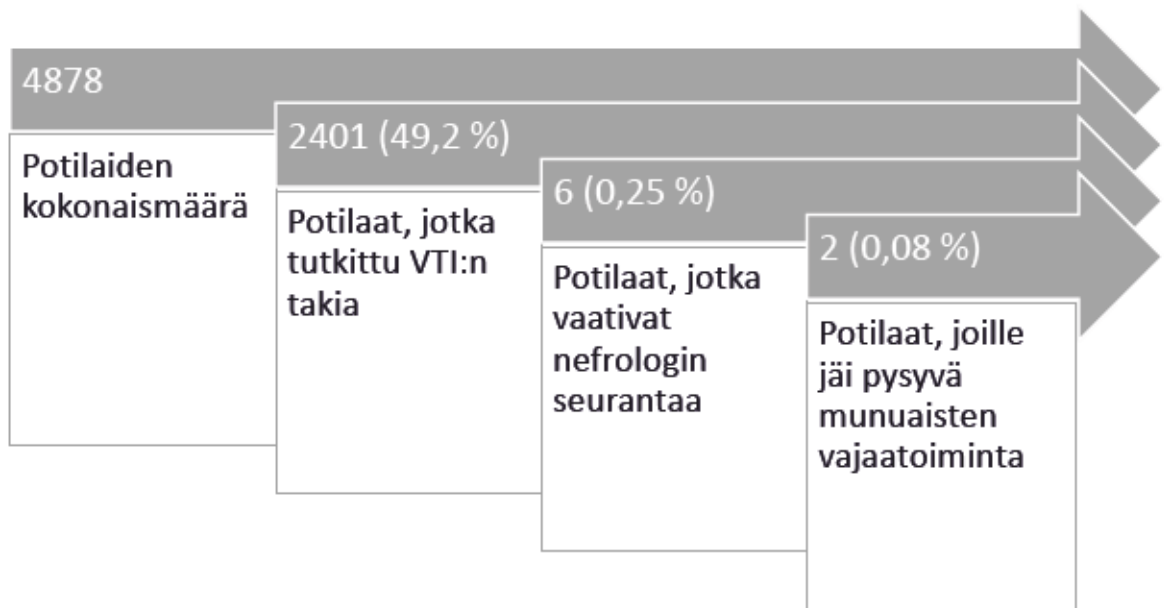 4878
Potilaiden
kokonaismäärä
2401 (49,2 %)
Potilaat, jotka
tutkittu VTI:n
takia
6 (0,25 %)
Potilaat, jotka
vaativat
nefrologin
seurantaa
2 (0,08 %)
Potilaat, joille
jäi pysyvä
munuaisten
vajaatoiminta